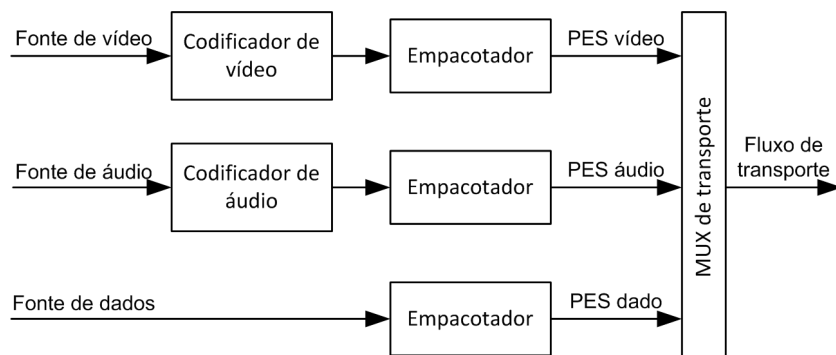 Fonte de vídeo
Codificador de
vídeo
Empacotador
PES vídeo
Fonte de áudio
Codificador de
áudio
Empacotador
PES áudio
Fonte de dados
Empacotador
PES dado
MUX de transporte
Fluxo de
transporte